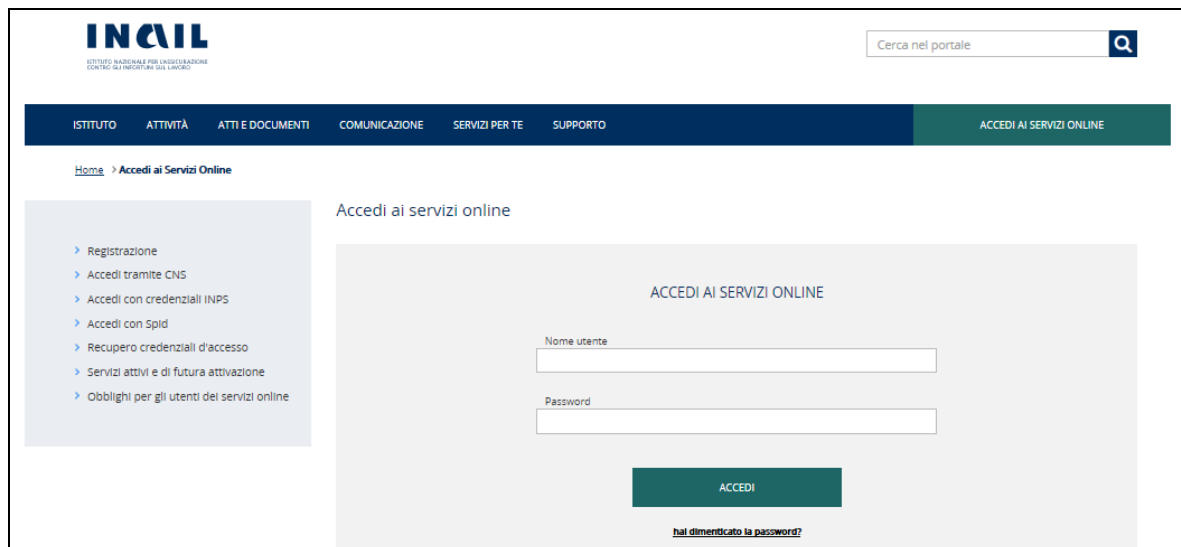 INAIL
ISTITUTO NAZIONALE PER L'ASSICURAZIONE
CONTRO GLI INFORTUNI SUL LAVORO
Cerca nel portale
ISTITUTO ATTIVITÀ ATTI E DOCUMENTI COMUNICAZIONE SERVIZI PER TE SUPPORTO ACCEDI AI SERVIZI ONLINE
Home > Accedi ai Servizi Online
Accedi ai servizi online
> Registrazione
> Accedi tramite CNS
> Accedi con credenziali INPS
> Accedi con Spid
> Recupero credenziali d'accesso
> Servizi attivi e di futura attivazione
> Obblighi per gli utenti dei servizi online
ACCEDI AI SERVIZI ONLINE
Nome utente
Password
ACCEDI
hai dimenticato la password?